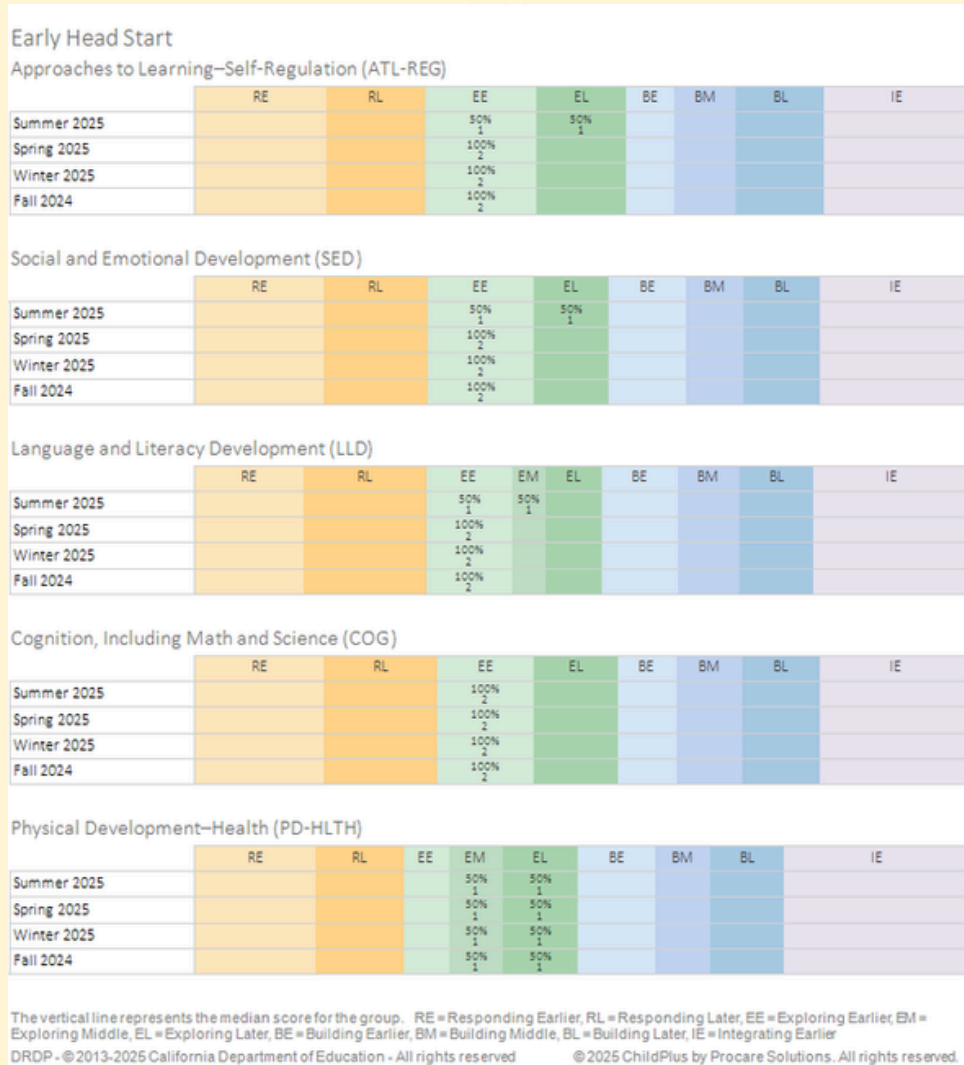 Early Head Start
Approaches to Learning–Self-Regulation (ATL-REG)
RE RL EE EL BE BM BL IE
Summer 2025 50% 50%
1 1
Spring 2025 100%
2
Winter 2025 100%
2
Fall 2024 100%
2
Social and Emotional Development (SED)
RE RL EE EL BE BM BL IE
Summer 2025 50% 50%
1 1
Spring 2025 100%
2
Winter 2025 100%
2
Fall 2024 100%
2
Language and Literacy Development (LLD)
RE RL EE EM EL BE BM BL IE
Summer 2025 50% 50%
1 1
Spring 2025 100%
2
Winter 2025 100%
2
Fall 2024 100%
2
Cognition, Including Math and Science (COG)
RE RL EE EL BE BM BL IE
Summer 2025 100%
2
Spring 2025 100%
2
Winter 2025 100%
2
Fall 2024 100%
2
Physical Development–Health (PD-HLTH)
RE RL EE EM EL BE BM BL IE
Summer 2025 50% 50%
1 1
Spring 2025 50% 50%
1 1
Winter 2025 50% 50%
1 1
Fall 2024 50% 50%
1 1
The vertical line represents the median score for the group. RE = Responding Earlier, RL = Responding Later, EE = Exploring Earlier, EM =
Exploring Middle, EL = Exploring Later, BE = Building Earlier, BM = Building Middle, BL = Building Later, IE = Integrating Earlier
DRDP - © 2013-2025 California Department of Education - All rights reserved © 2025 ChildPlus by Procare Solutions. All rights reserved.